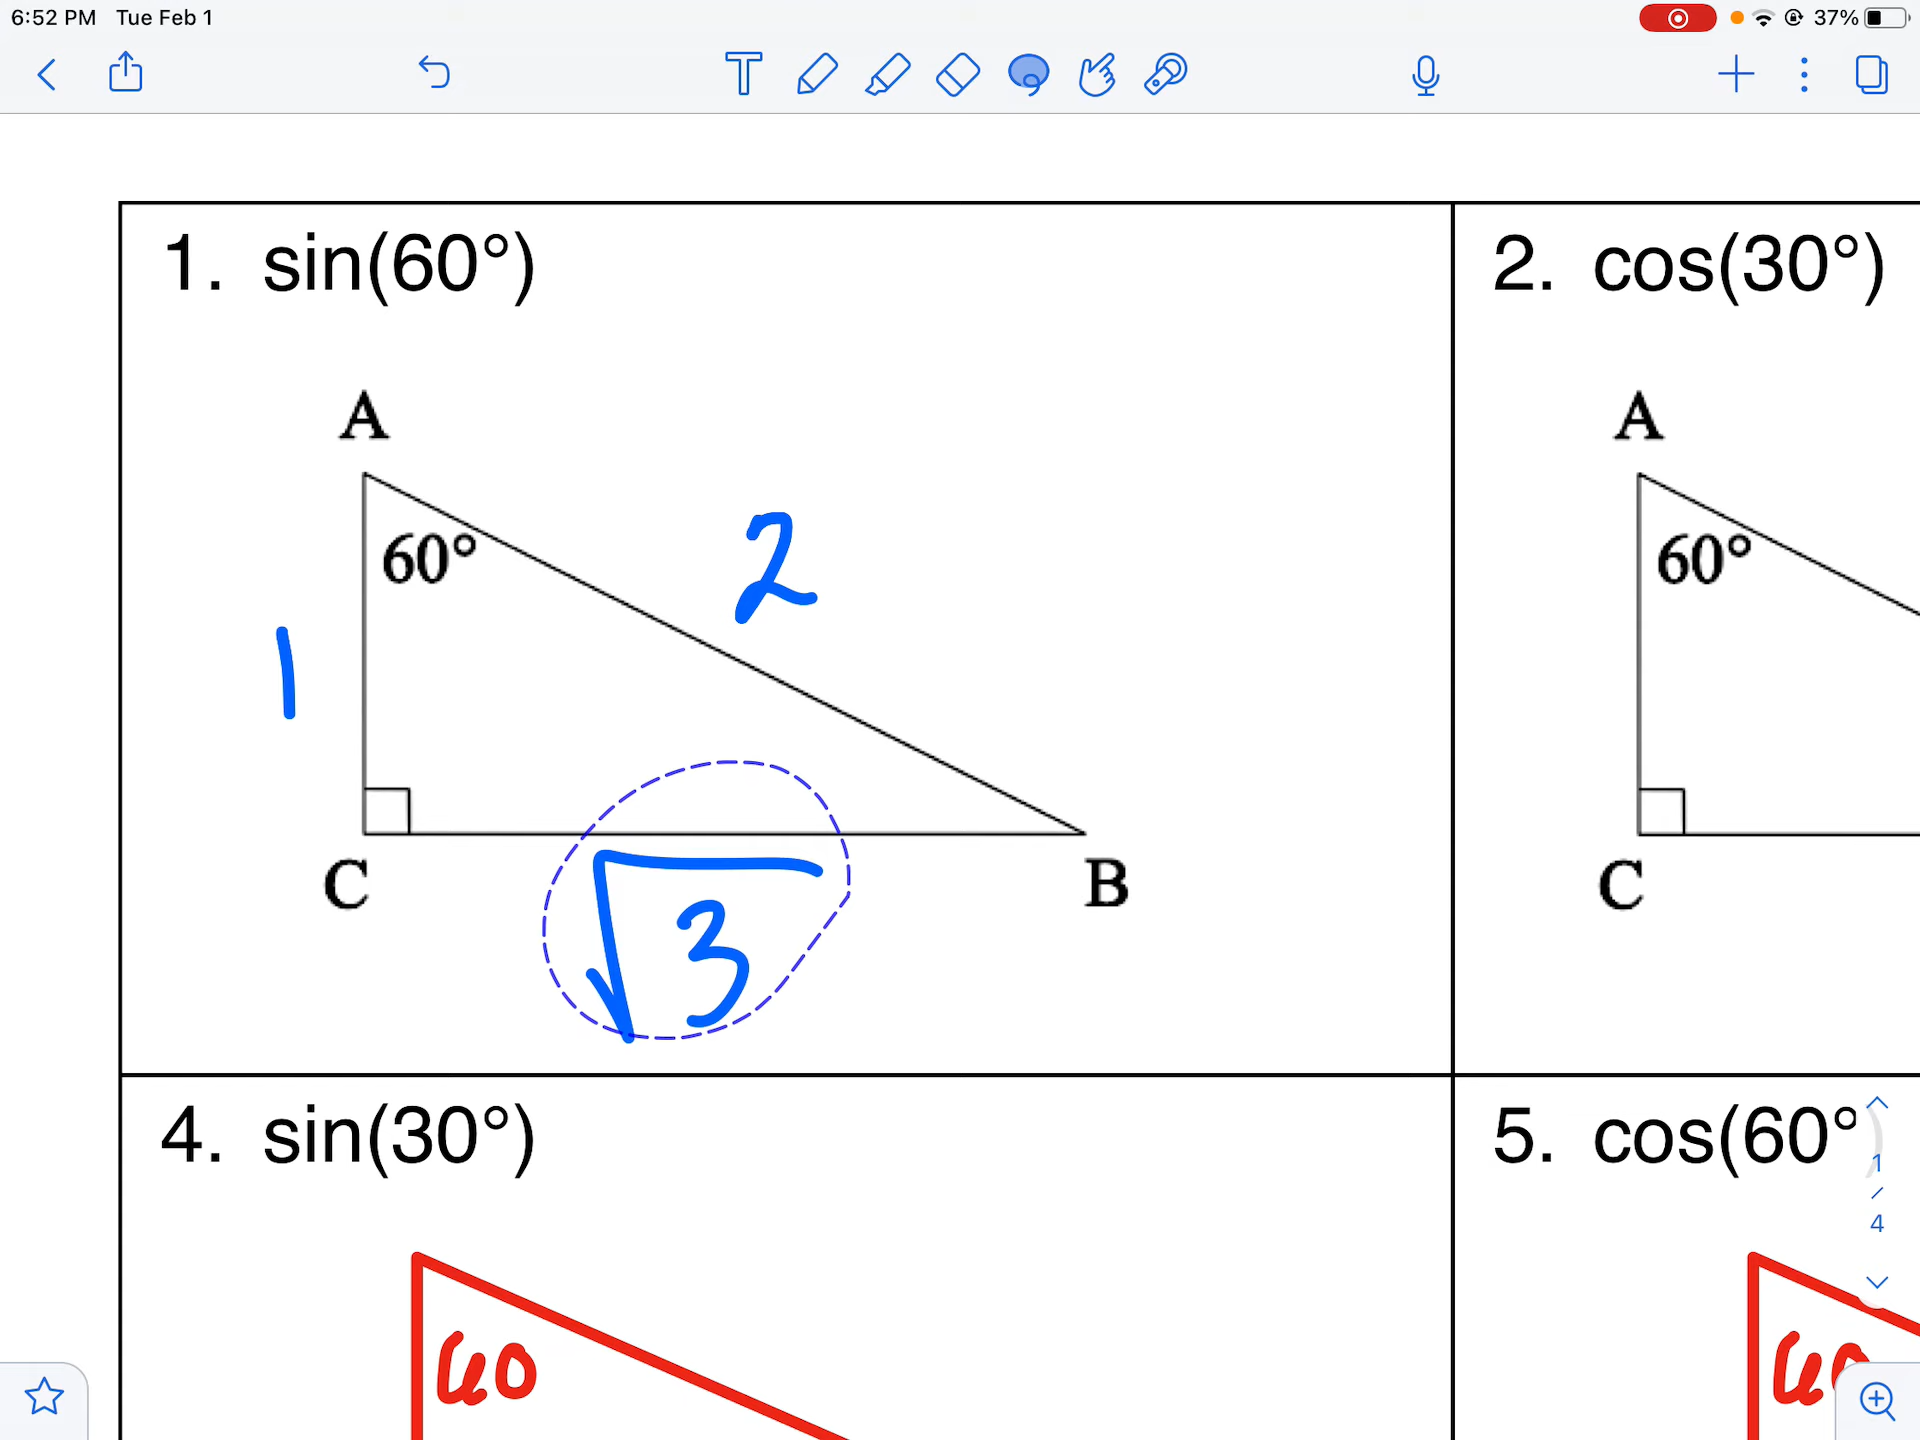 6:52 PM Tue Feb 1
37%
T
1. sin(60°)
2. cos(30°)
A
60°
2
1
C
B
√3
A
60°
C
4. sin(30°)
5. cos(60°)
60
60
1
/
4